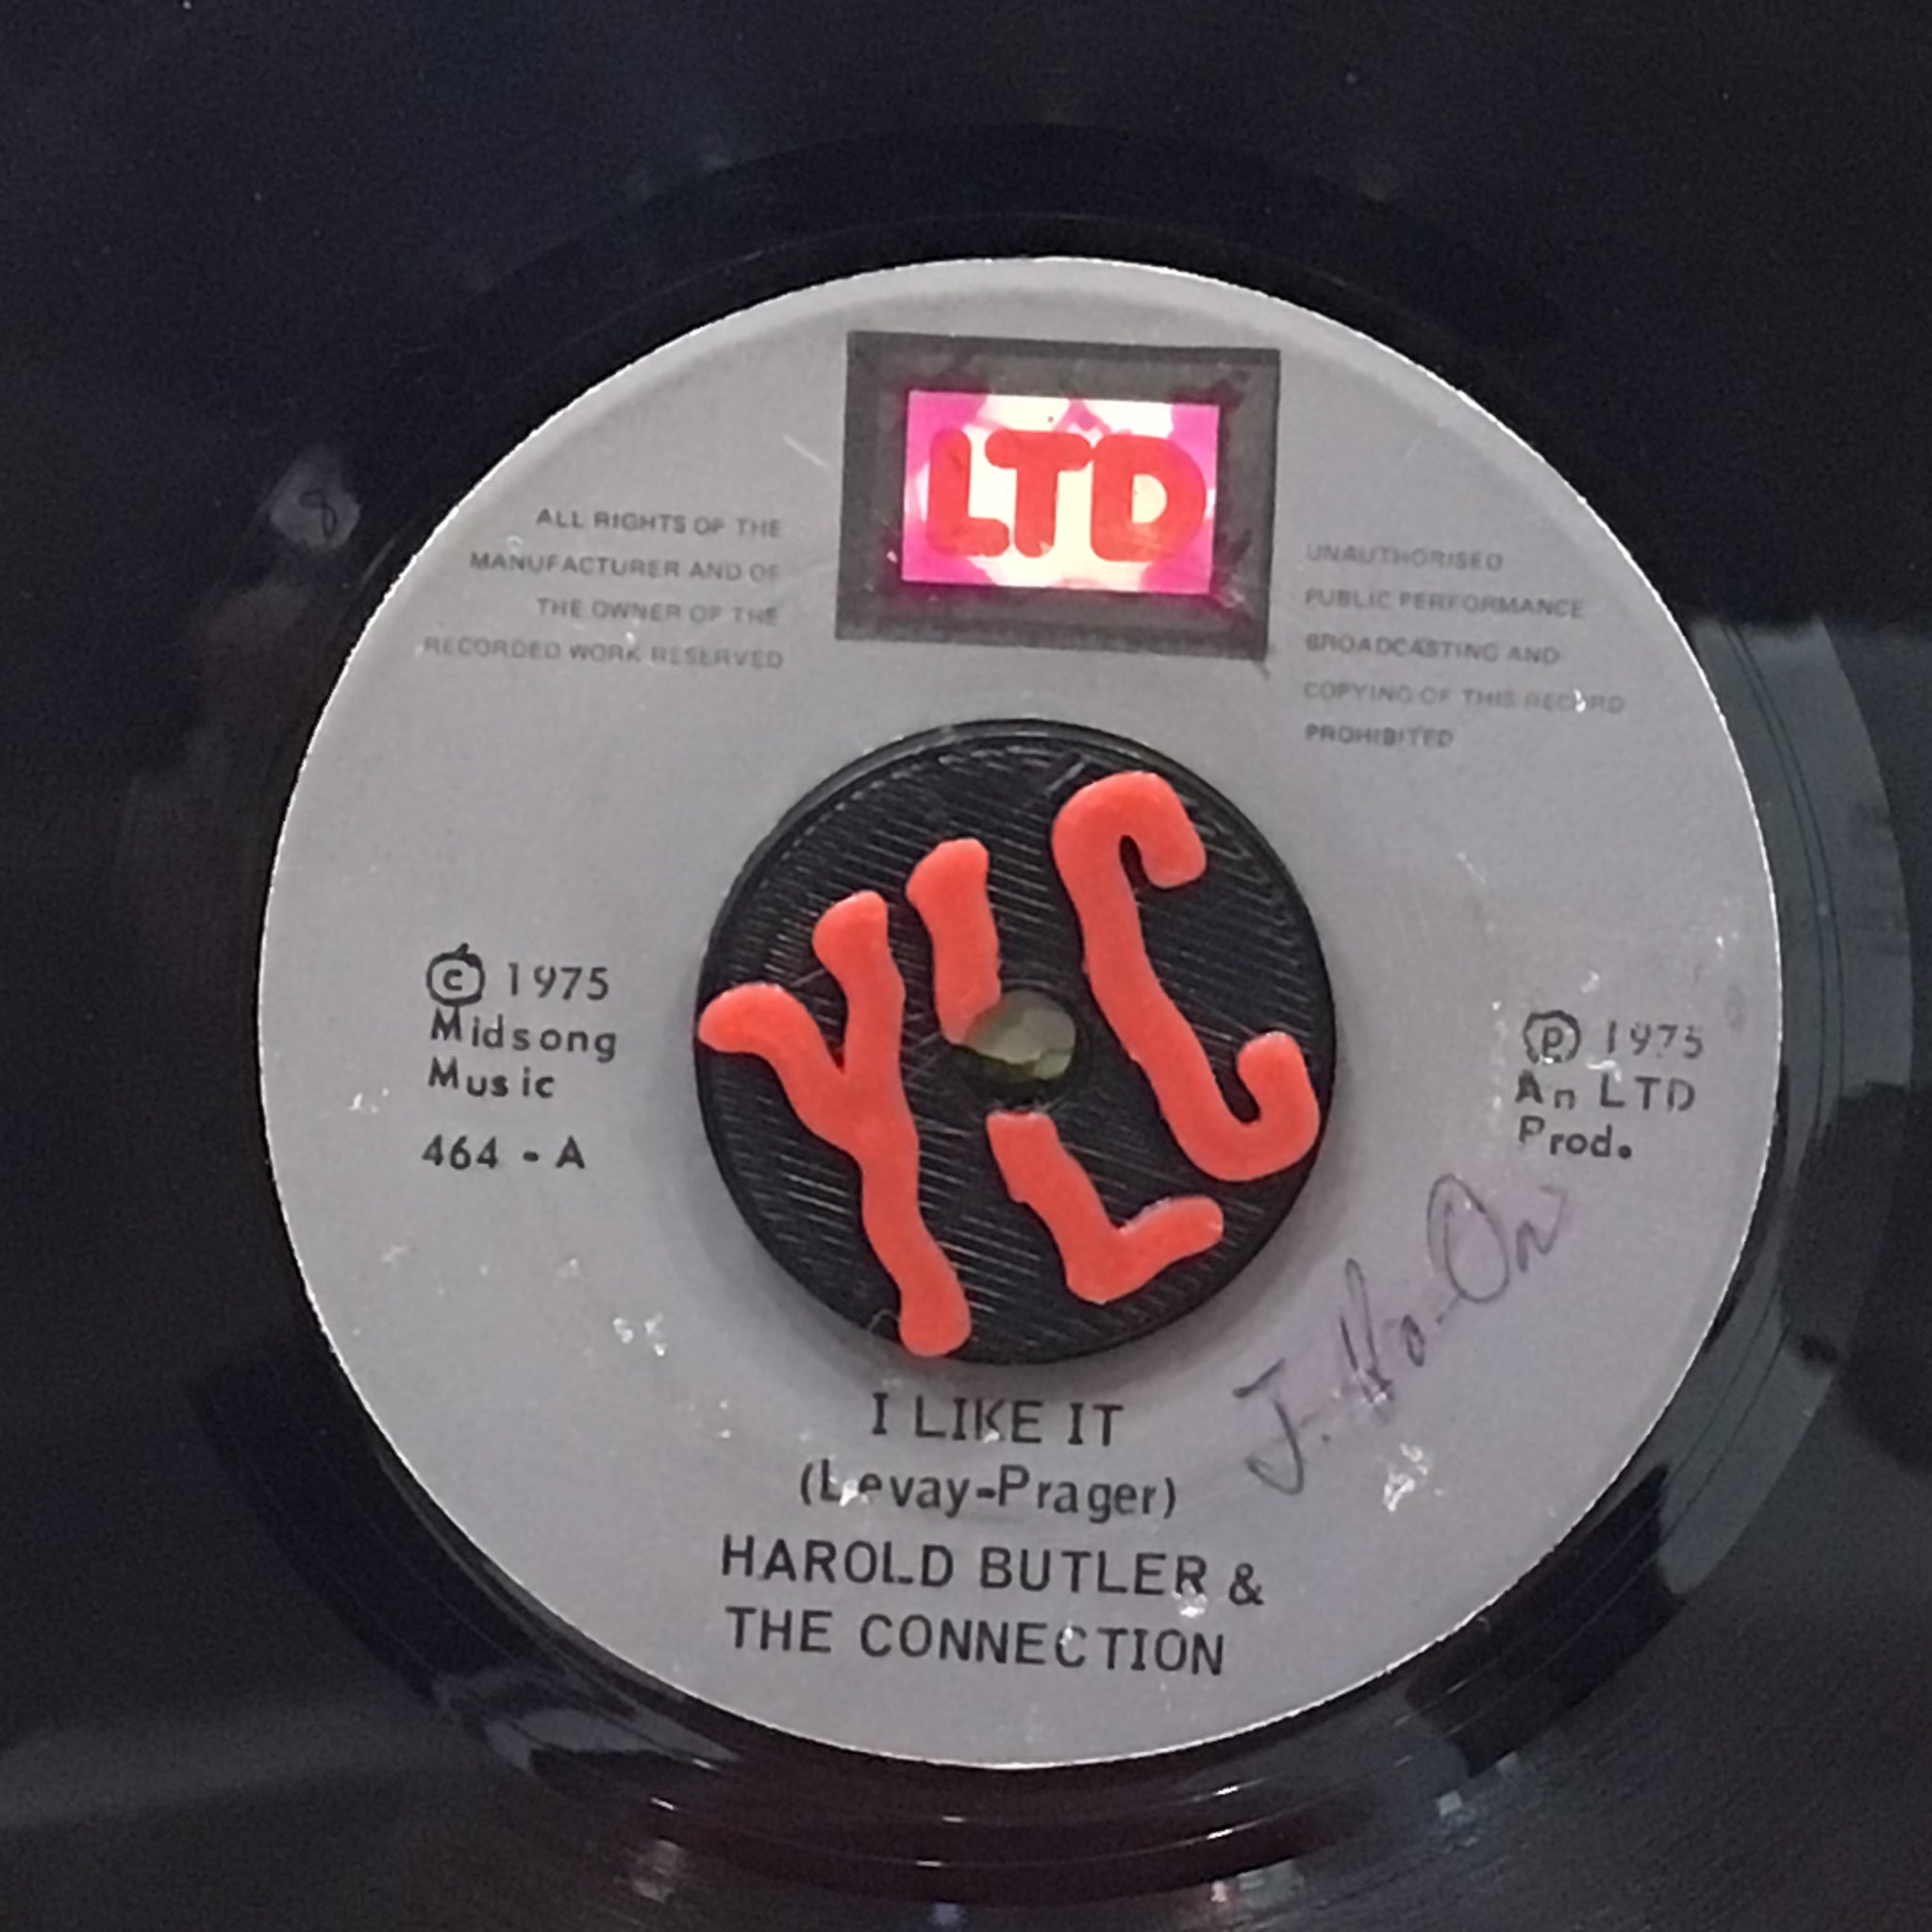 LTD
ALL RIGHTS OF THE
MANUFACTURER AND OF
THE OWNER OF THE
RECORDED WORK RESERVED
UNAUTHORISED
PUBLIC PERFORMANCE
BROADCASTING AND
COPYING OF THIS RECORD
PROHIBITED
© 1975
Midsong
Music
464 - A
℗ 1975
An LTD
Prod.
I LIKE IT
(Levay-Prager)
HAROLD BUTLER &
THE CONNECTION